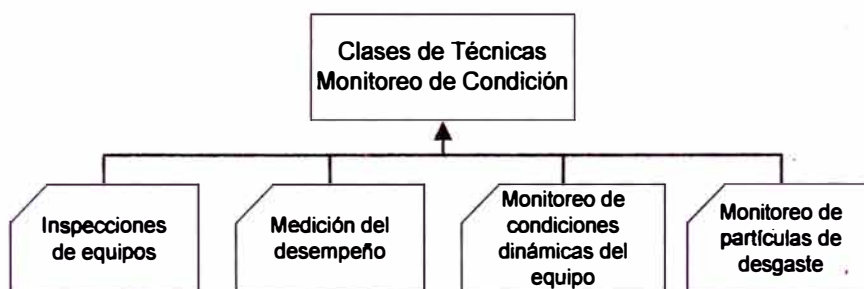 Clases de Técnicas
Monitoreo de Condición
Inspecciones
de equipos
Medición del
desempeño
Monitoreo de
condiciones
dinámicas del
equipo
Monitoreo de
partículas de
desgaste